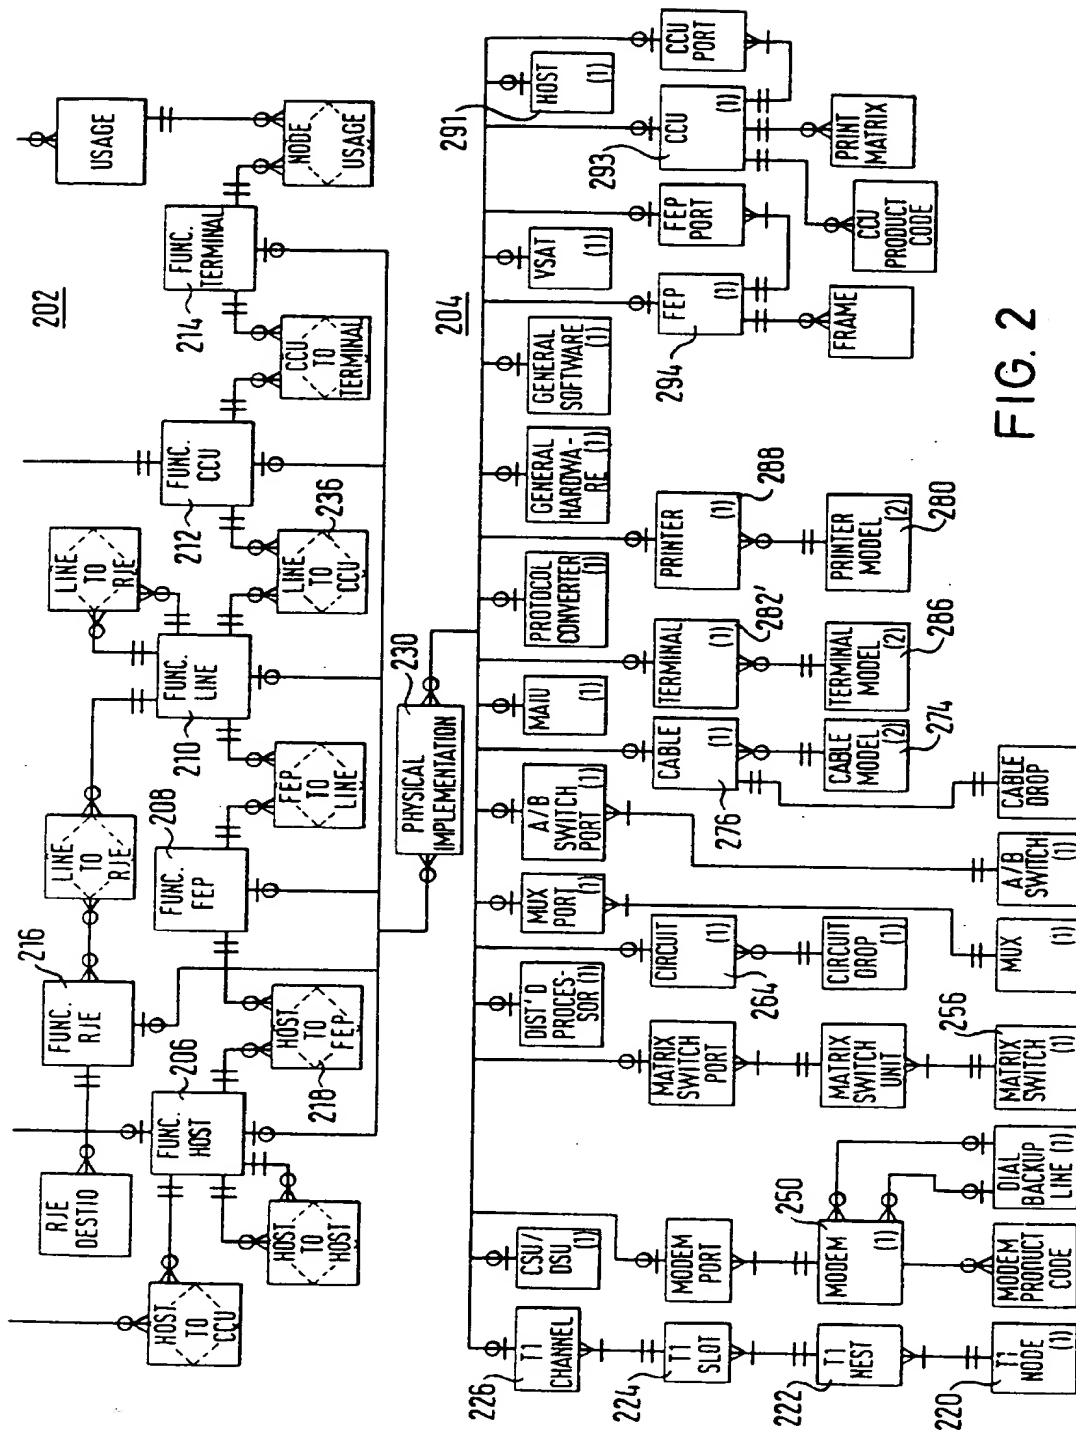 202
HOST
TO
CCU
RJE
DESTIO
216
FUNC.
RJE
LINE
TO
RJE
LINE
TO
RJE
USAGE
206
FUNC.
HOST
208
FUNC.
FEP
210
FUNC.
LINE
212
FUNC.
CCU
214
FUNC.
TERMINAL
HOST
TO
HOST
218
HOST
TO
FEP
FEP
TO
LINE
236
LINE
TO
CCU
CCU
TO
TERMINAL
NODE
USAGE
230
PHYSICAL
IMPLEMENTATION
204
226
T1
CHANNEL
CSU/
DSU (1)
DIST'D
PROCES-
SOR (1)
MUX
PORT (1)
A/B
SWITCH
PORT (1)
MAIU
(1)
PROTOCOL
CONVERTER
(1)
GENERAL
HARDWA-
RE (1)
GENERAL
SOFTWARE
(1)
VSAT
(1)
291
HOST
(1)
224
T1
SLOT
MODEM
PORT
MATRIX
SWITCH
PORT
264
CIRCUIT
(1)
276
CABLE
(1)
282'
TERMINAL
(1)
288
PRINTER
(1)
294
FEP
(1)
FEP
PORT
293
CCU
(1)
CCU
PORT
222
T1
NEST
250
MODEM
(1)
MATRIX
SWITCH
UNIT
CIRCUIT
DROP
(1)
274
CABLE
MODEL
(2)
286
TERMINAL
MODEL
(2)
280
PRINTER
MODEL
(2)
FRAME
CCU
PRODUCT
CODE
PRINT
MATRIX
220
T1
NODE
(1)
MODEM
PRODUCT
CODE
DIAL
BACKUP
LINE (1)
256
MATRIX
SWITCH
(1)
MUX
(1)
A/B
SWITCH
(1)
CABLE
DROP
FIG. 2